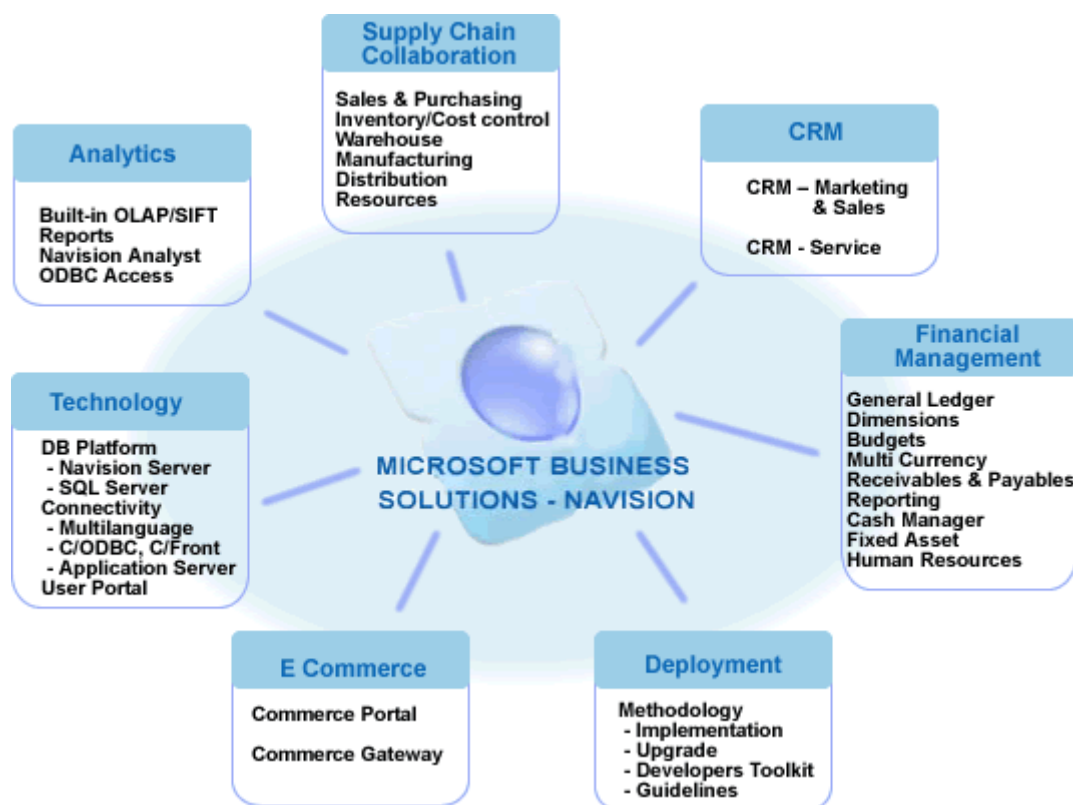 Supply Chain
Collaboration
Sales & Purchasing
Inventory/Cost control
Warehouse
Manufacturing
Distribution
Resources
Analytics
Built-in OLAP/SIFT
Reports
Navision Analyst
ODBC Access
CRM
CRM – Marketing
& Sales
CRM - Service
Financial
Management
General Ledger
Dimensions
Budgets
Multi Currency
Receivables & Payables
Reporting
Cash Manager
Fixed Asset
Human Resources
Technology
DB Platform
- Navision Server
- SQL Server
Connectivity
- Multilanguage
- C/ODBC, C/Front
- Application Server
User Portal
MICROSOFT BUSINESS
SOLUTIONS - NAVISION
E Commerce
Commerce Portal
Commerce Gateway
Deployment
Methodology
- Implementation
- Upgrade
- Developers Toolkit
- Guidelines